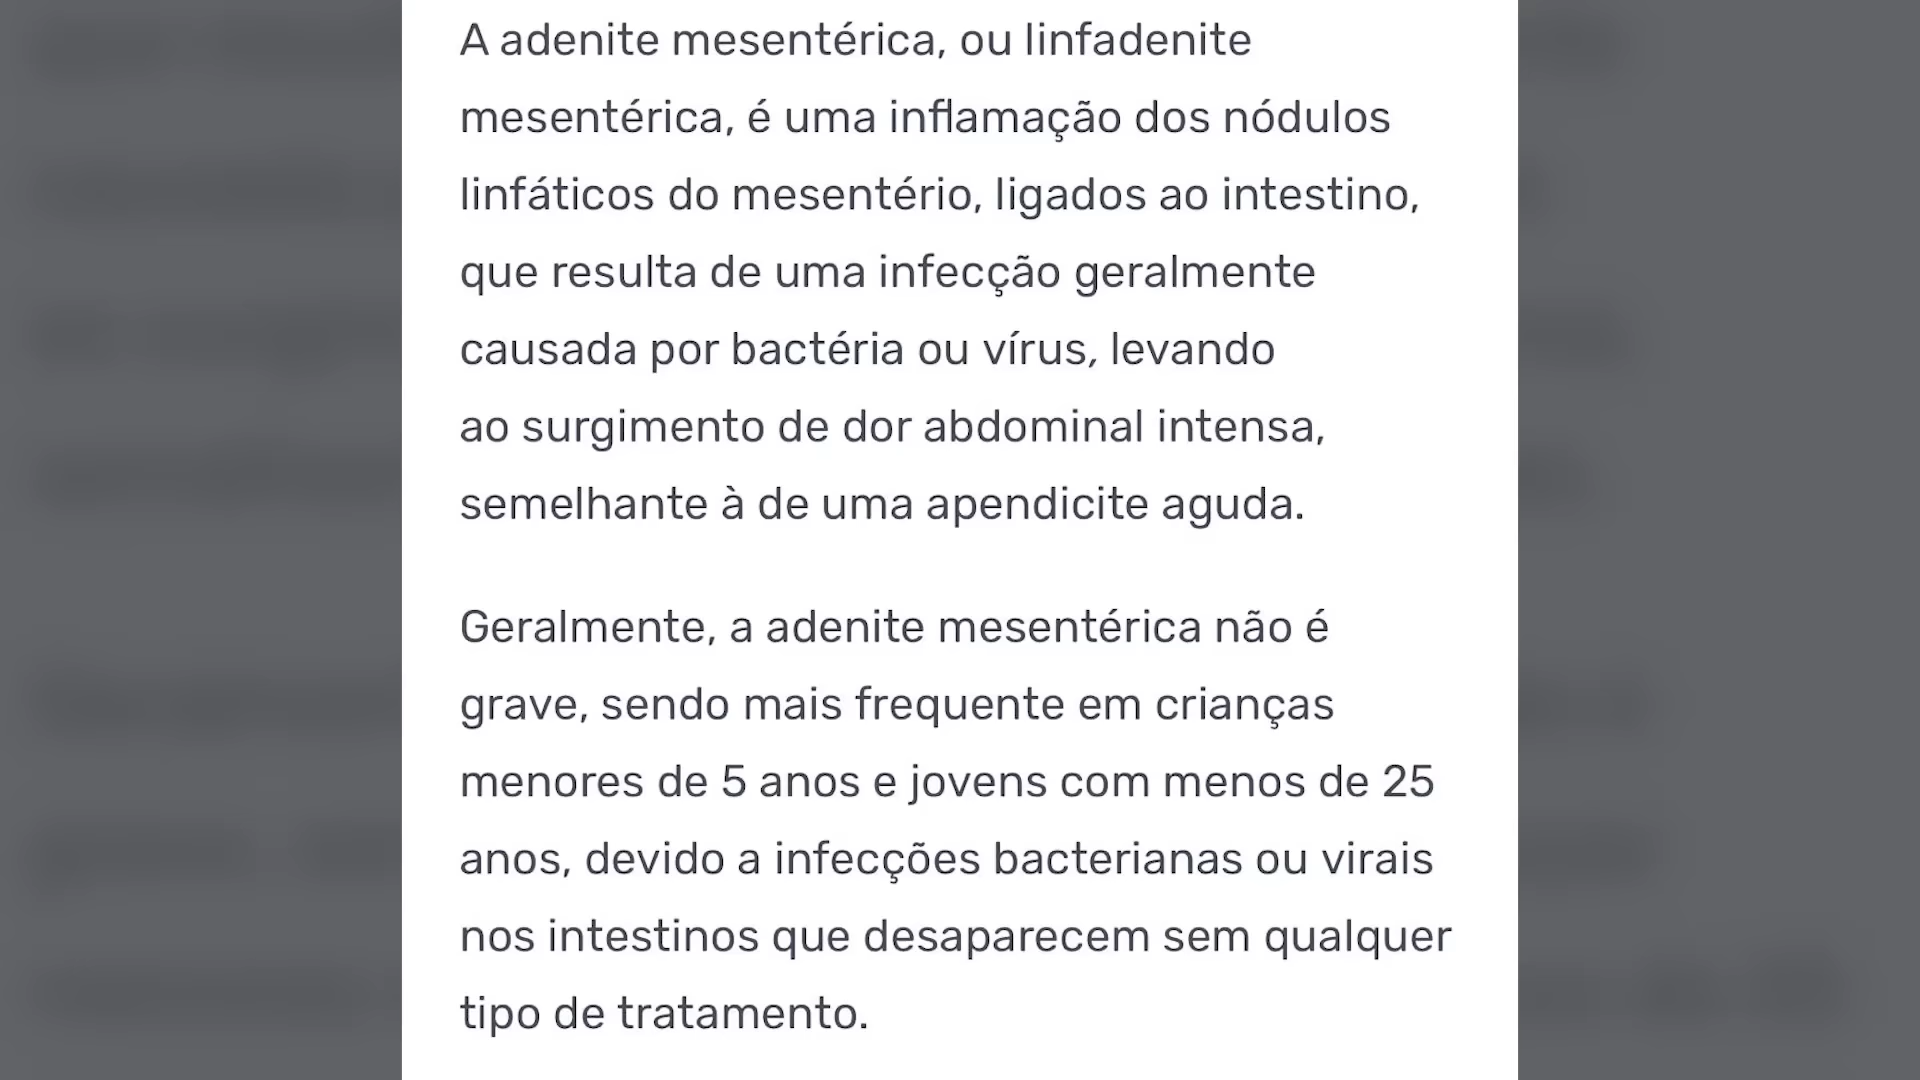 A adenite mesentérica, ou linfadenite
mesentérica, é uma inflamação dos nódulos
linfáticos do mesentério, ligados ao intestino,
que resulta de uma infecção geralmente
causada por bactéria ou vírus, levando
ao surgimento de dor abdominal intensa,
semelhante à de uma apendicite aguda.
Geralmente, a adenite mesentérica não é
grave, sendo mais frequente em crianças
menores de 5 anos e jovens com menos de 25
anos, devido a infecções bacterianas ou virais
nos intestinos que desaparecem sem qualquer
tipo de tratamento.